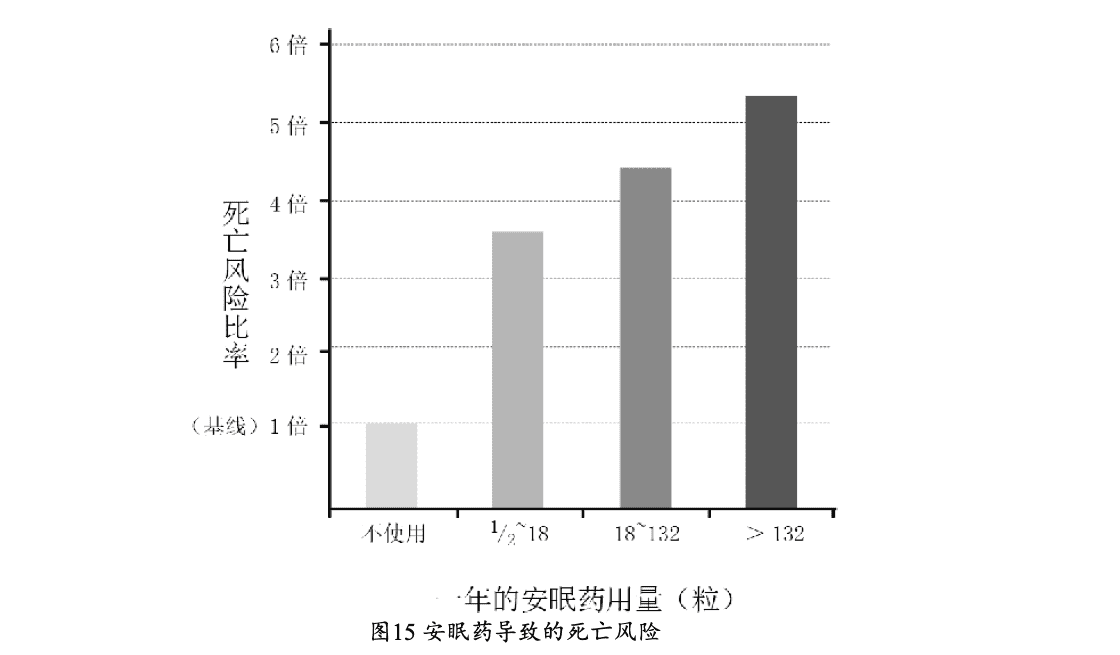 6倍
5倍
4倍
3倍
2倍
（基线）1倍
死亡风险比率
不使用
1/2~18
18~132
＞132
一年的安眠药用量（粒）
图15 安眠药导致的死亡风险